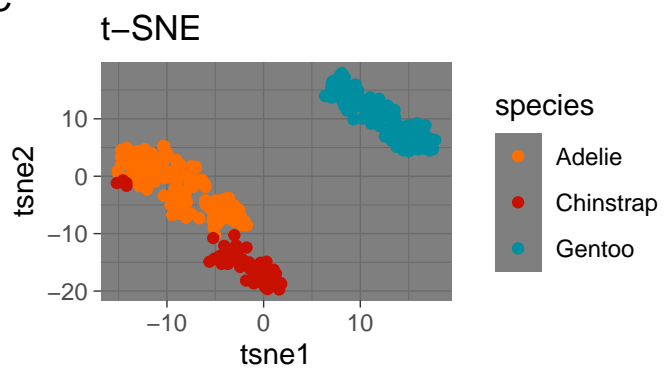 t−SNE
tsne2
10
0
−10
−20
−10
0
10
tsne1
species
Adelie
Chinstrap
Gentoo